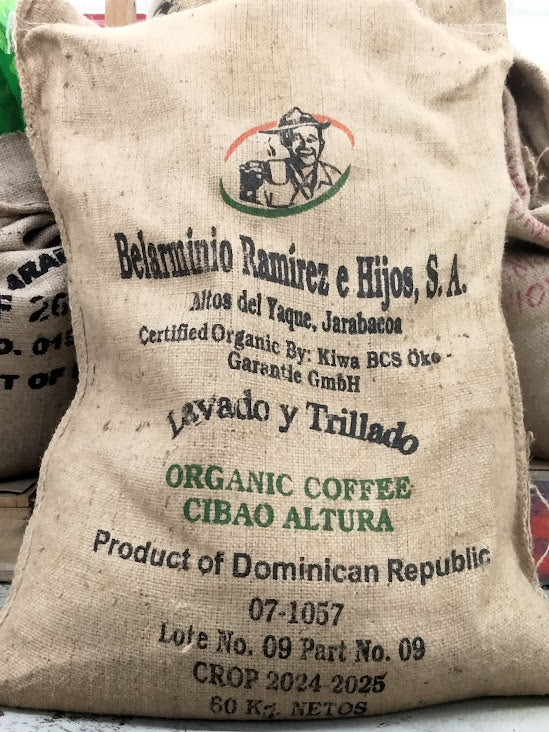 Belarminio Ramírez e Hijos, S.A.
Altos del Yaque, Jarabacoa
Certified Organic By: Kiwa BCS Öko -
Garantie GmbH
Lavado y Trillado
ORGANIC COFFEE
CIBAO ALTURA
Product of Dominican Republic
07-1057
Lote No. 09 Part No. 09
CROP 2024-2025
60 Kg. NETOS